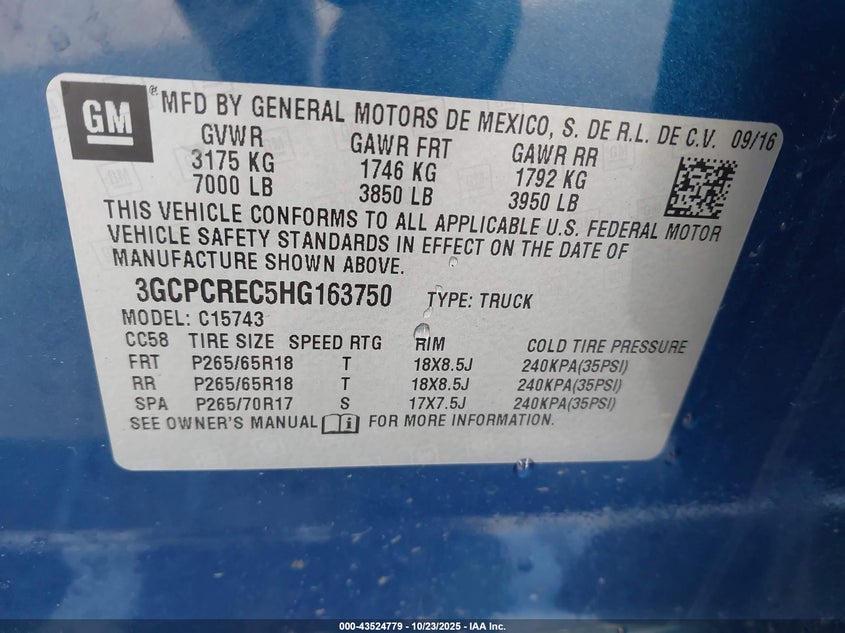 GM ® MFD BY GENERAL MOTORS DE MEXICO, S. DE R.L. DE C.V. 09/16
GVWR GAWR FRT GAWR RR
3175 KG 1746 KG 1792 KG
7000 LB 3850 LB 3950 LB
THIS VEHICLE CONFORMS TO ALL APPLICABLE U.S. FEDERAL MOTOR
VEHICLE SAFETY STANDARDS IN EFFECT ON THE DATE OF
MANUFACTURE SHOWN ABOVE.
3GCPCREC5HG163750 TYPE: TRUCK
MODEL: C15743
CC58 TIRE SIZE SPEED RTG RIM COLD TIRE PRESSURE
FRT P265/65R18 T 18X8.5J 240KPA(35PSI)
RR P265/65R18 T 18X8.5J 240KPA(35PSI)
SPA P265/70R17 S 17X7.5J 240KPA(35PSI)
SEE OWNER'S MANUAL i FOR MORE INFORMATION.
000-43524779 - 10/23/2025 - IAA Inc.